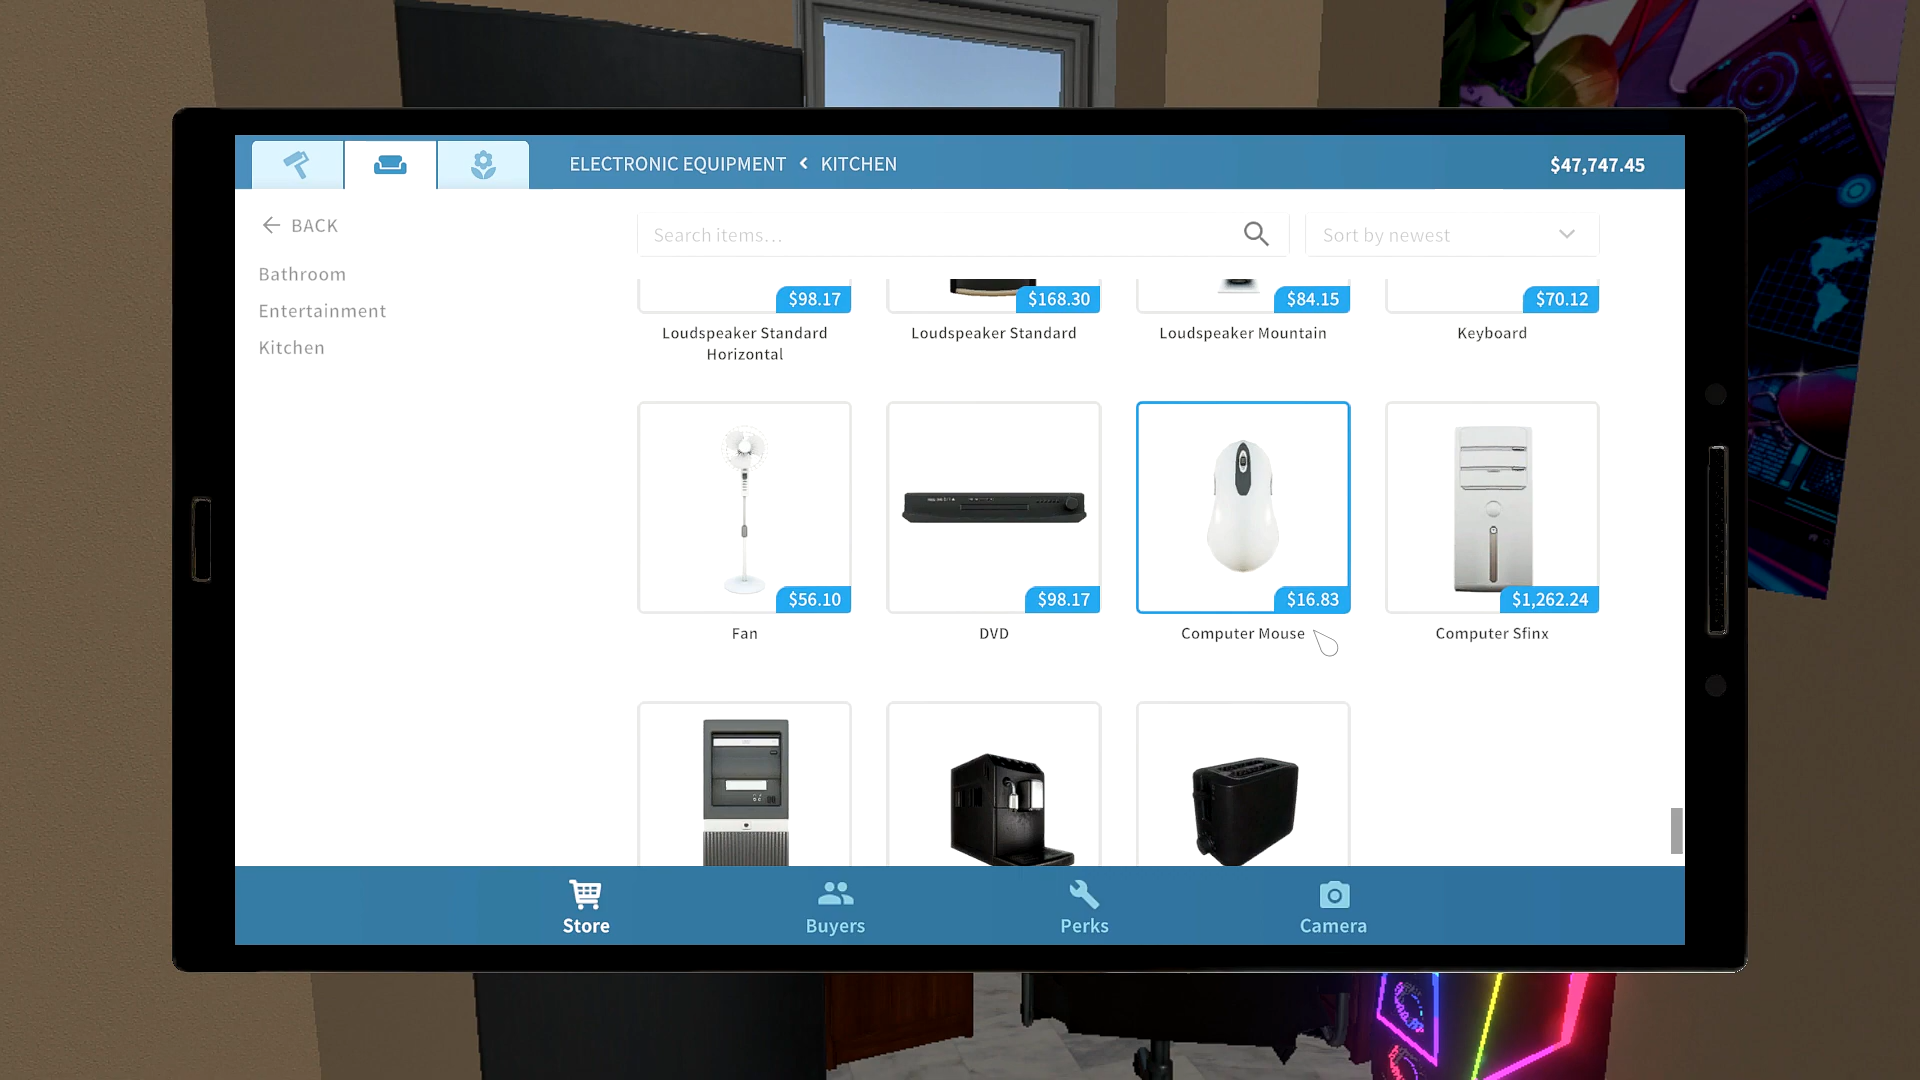 ELECTRONIC EQUIPMENT < KITCHEN
$47,747.45
BACK
Bathroom
Entertainment
Kitchen
Search items...
Sort by newest
$98.17
$168.30
$84.15
$70.12
Loudspeaker Standard
Horizontal
Loudspeaker Standard
Loudspeaker Mountain
Keyboard
$56.10
$98.17
$16.83
$1,262.24
Fan
DVD
Computer Mouse
Computer Sfinx
Store
Buyers
Perks
Camera